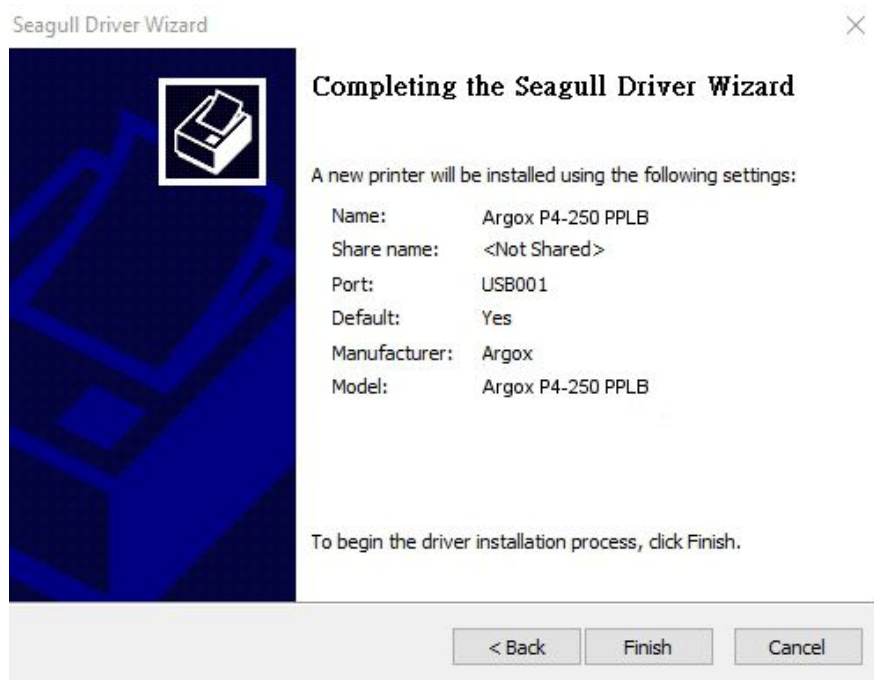 Seagull Driver Wizard
Completing the Seagull Driver Wizard
A new printer will be installed using the following settings:
Name: Argox P4-250 PPLB
Share name: <Not Shared>
Port: USB001
Default: Yes
Manufacturer: Argox
Model: Argox P4-250 PPLB
To begin the driver installation process, click Finish.
< Back Finish Cancel